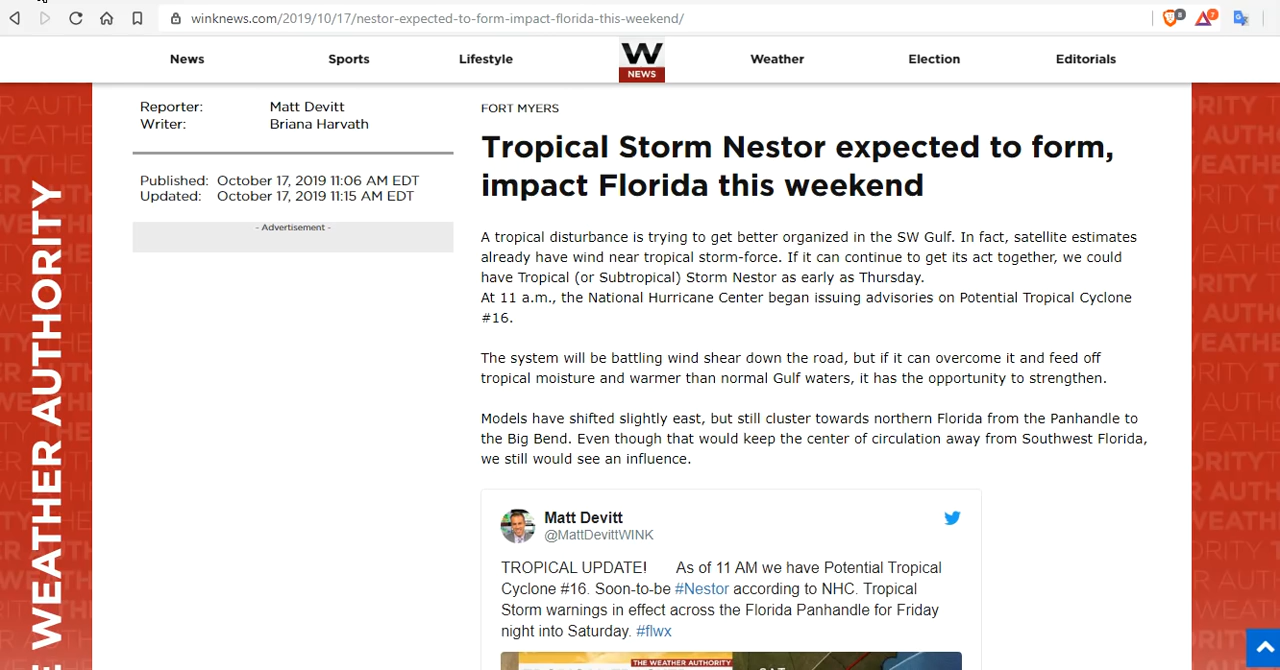 winknews.com/2019/10/17/nestor-expected-to-form-impact-florida-this-weekend/
8
7
News
Sports
Lifestyle
W
NEWS
Weather
Election
Editorials
Reporter: Matt Devitt
Writer: Briana Harvath
Published: October 17, 2019 11:06 AM EDT
Updated: October 17, 2019 11:15 AM EDT
- Advertisement -
FORT MYERS
Tropical Storm Nestor expected to form,
impact Florida this weekend
A tropical disturbance is trying to get better organized in the SW Gulf. In fact, satellite estimates
already have wind near tropical storm-force. If it can continue to get its act together, we could
have Tropical (or Subtropical) Storm Nestor as early as Thursday.
At 11 a.m., the National Hurricane Center began issuing advisories on Potential Tropical Cyclone
#16.
The system will be battling wind shear down the road, but if it can overcome it and feed off
tropical moisture and warmer than normal Gulf waters, it has the opportunity to strengthen.
Models have shifted slightly east, but still cluster towards northern Florida from the Panhandle to
the Big Bend. Even though that would keep the center of circulation away from Southwest Florida,
we still would see an influence.
Matt Devitt
@MattDevittWINK
TROPICAL UPDATE! As of 11 AM we have Potential Tropical
Cyclone #16. Soon-to-be #Nestor according to NHC. Tropical
Storm warnings in effect across the Florida Panhandle for Friday
night into Saturday. #flwx
THE WEATHER AUTHORITY
WEATHER AUTHORITY